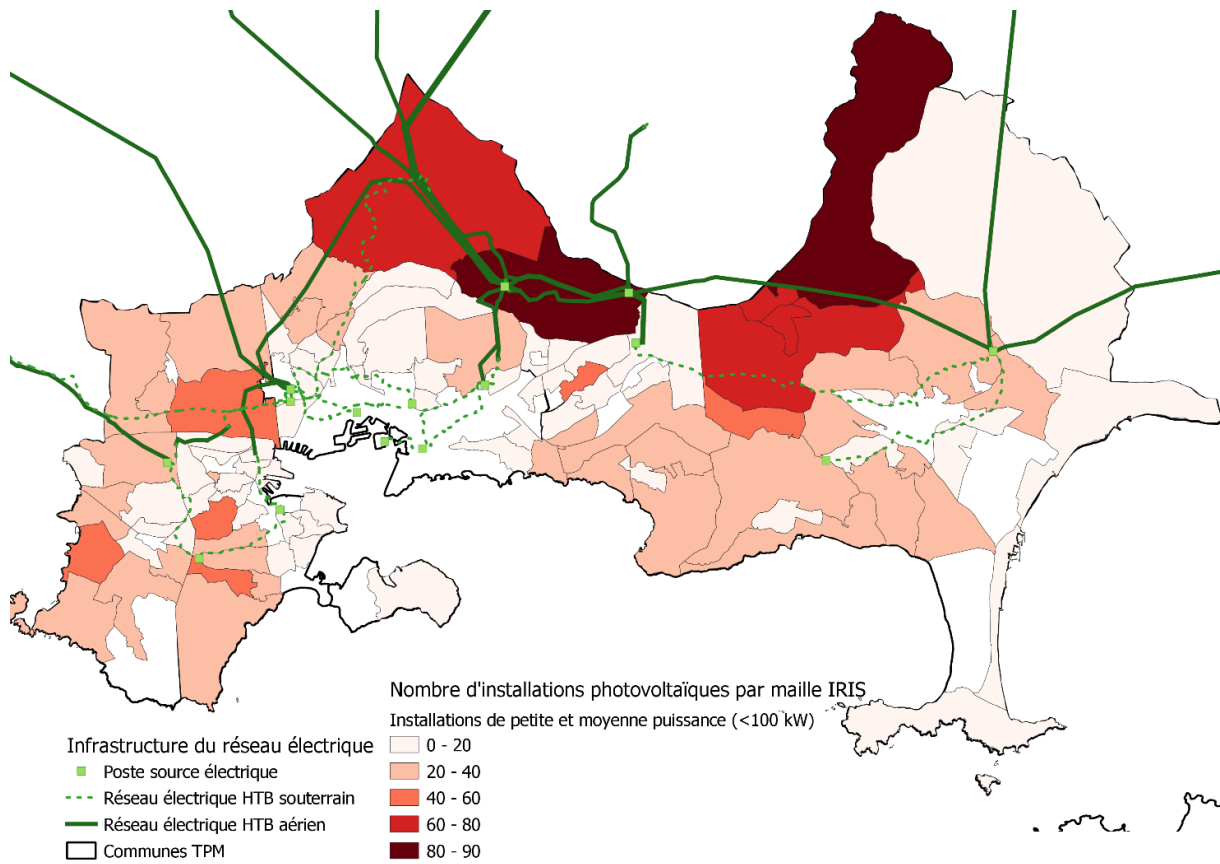 Nombre d'installations photovoltaïques par maille IRIS
Installations de petite et moyenne puissance (<100 kW)
0 - 20
20 - 40
40 - 60
60 - 80
80 - 90
Infrastructure du réseau électrique
Poste source électrique
Réseau électrique HTB souterrain
Réseau électrique HTB aérien
Communes TPM